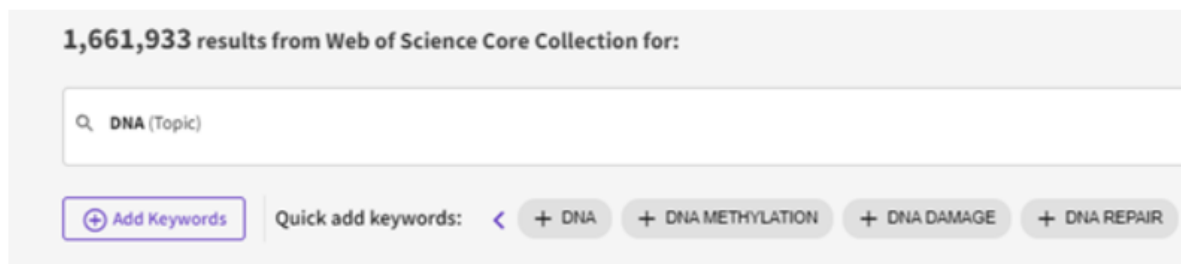 1,661,933 results from Web of Science Core Collection for:
DNA (Topic)
Add Keywords Quick add keywords: < + DNA + DNA METHYLATION + DNA DAMAGE + DNA REPAIR